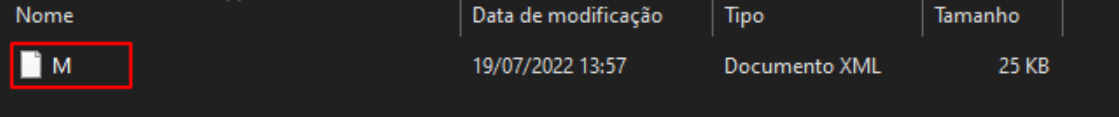 Nome Data de modificação Tipo Tamanho
M 19/07/2022 13:57 Documento XML 25 KB